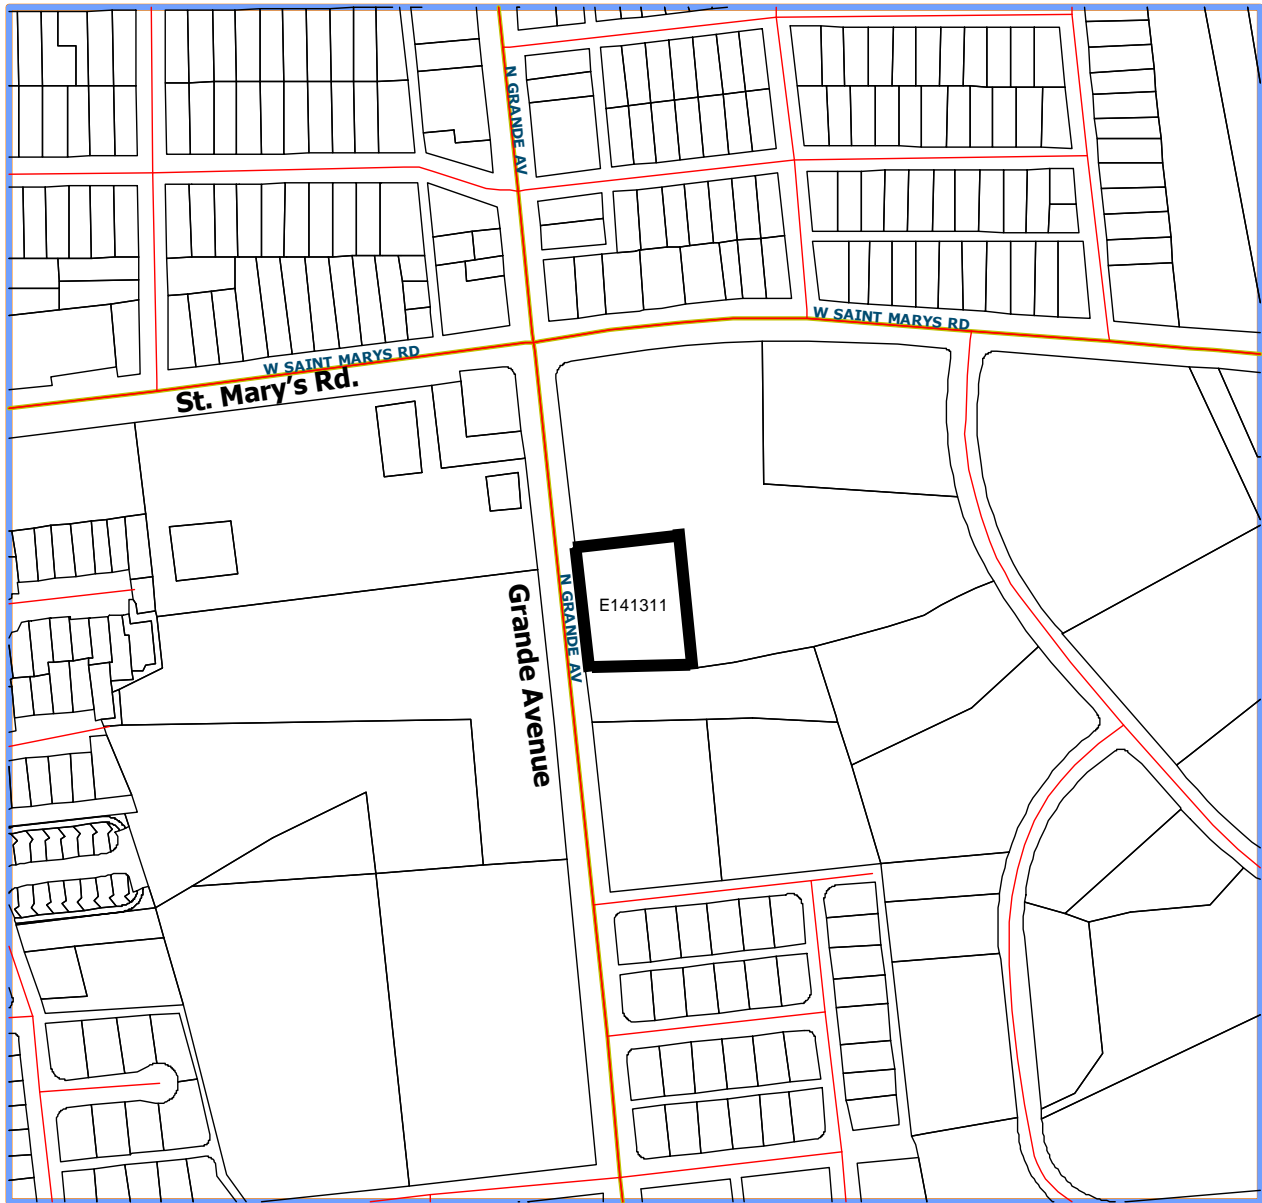 N GRANDE AV
W SAINT MARYS RD
W SAINT MARYS RD
St. Mary's Rd.
N GRANDE AV
Grande Avenue
E141311